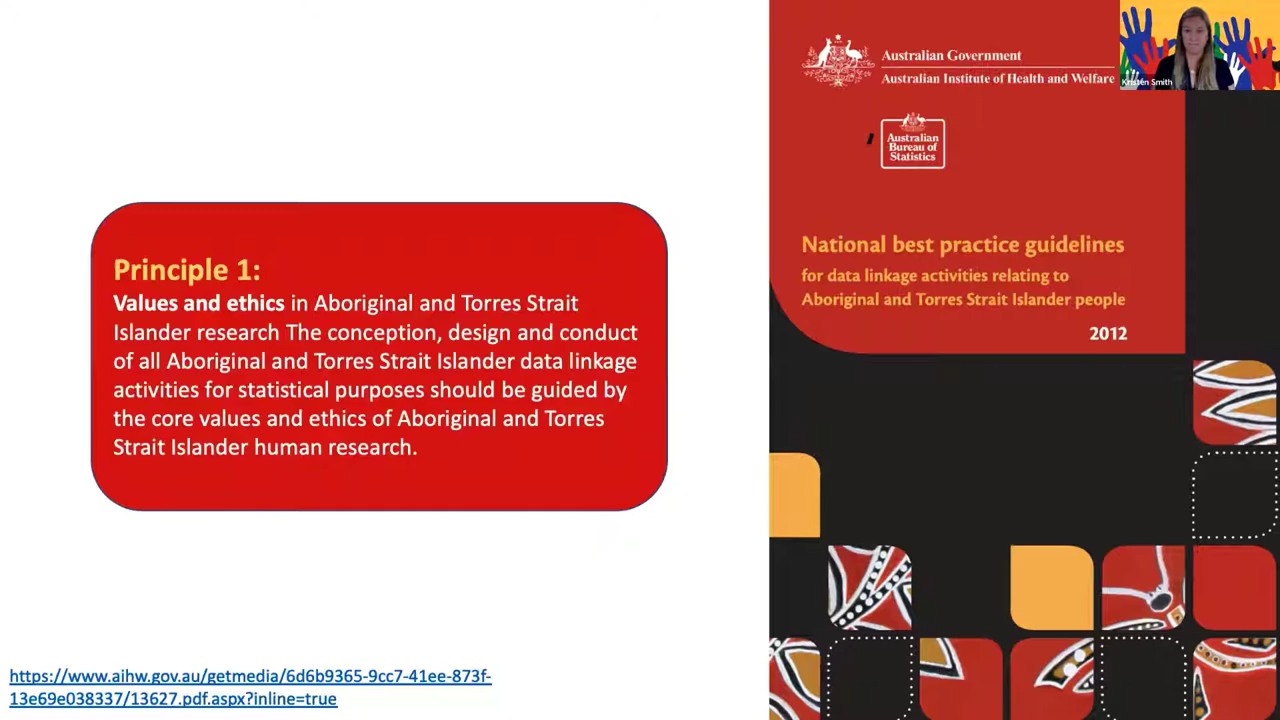 Principle 1:
Values and ethics in Aboriginal and Torres Strait
Islander research The conception, design and conduct
of all Aboriginal and Torres Strait Islander data linkage
activities for statistical purposes should be guided by
the core values and ethics of Aboriginal and Torres
Strait Islander human research.
https://www.aihw.gov.au/getmedia/6d6b9365-9cc7-41ee-873f-
13e69e038337/13627.pdf.aspx?inline=true
Australian Government
Australian Institute of Health and Welfare
Australian
Bureau of
Statistics
National best practice guidelines
for data linkage activities relating to
Aboriginal and Torres Strait Islander people
2012
Kristen Smith